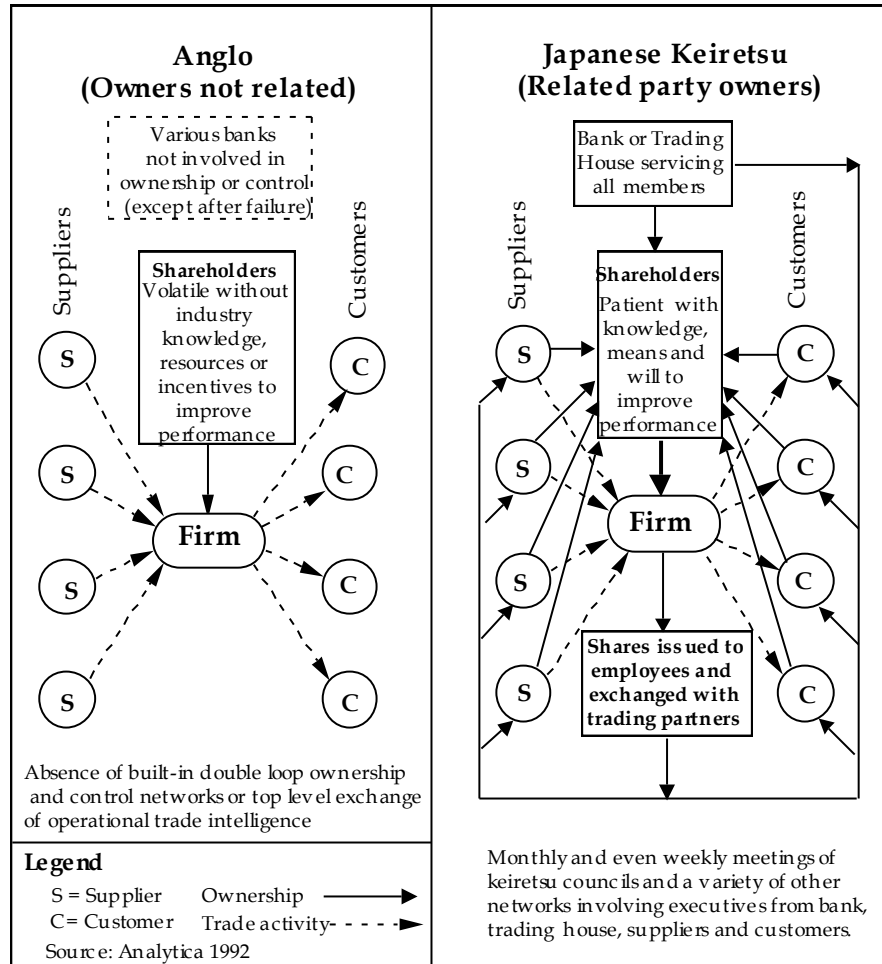 Anglo
(Owners not related)
Various banks
not involved in
ownership or control
(except after failure)
Suppliers
Customers
Shareholders
Volatile without
industry
knowledge,
resources or
incentives to
improve
performance
S
S
S
S
C
C
C
C
Firm
Absence of built-in double loop ownership
and control networks or top level exchange
of operational trade intelligence
Legend
S = Supplier Ownership
C= Customer Trade activity
Source: Analytica 1992
Japanese Keiretsu
(Related party owners)
Bank or Trading
House servicing
all members
Suppliers
Customers
Shareholders
Patient with
knowledge,
means and
will to
improve
performance
S
S
S
S
C
C
C
C
Firm
Shares issued to
employees and
exchanged with
trading partners
Monthly and even weekly meetings of
keiretsu councils and a variety of other
networks involving executives from bank,
trading house, suppliers and customers.